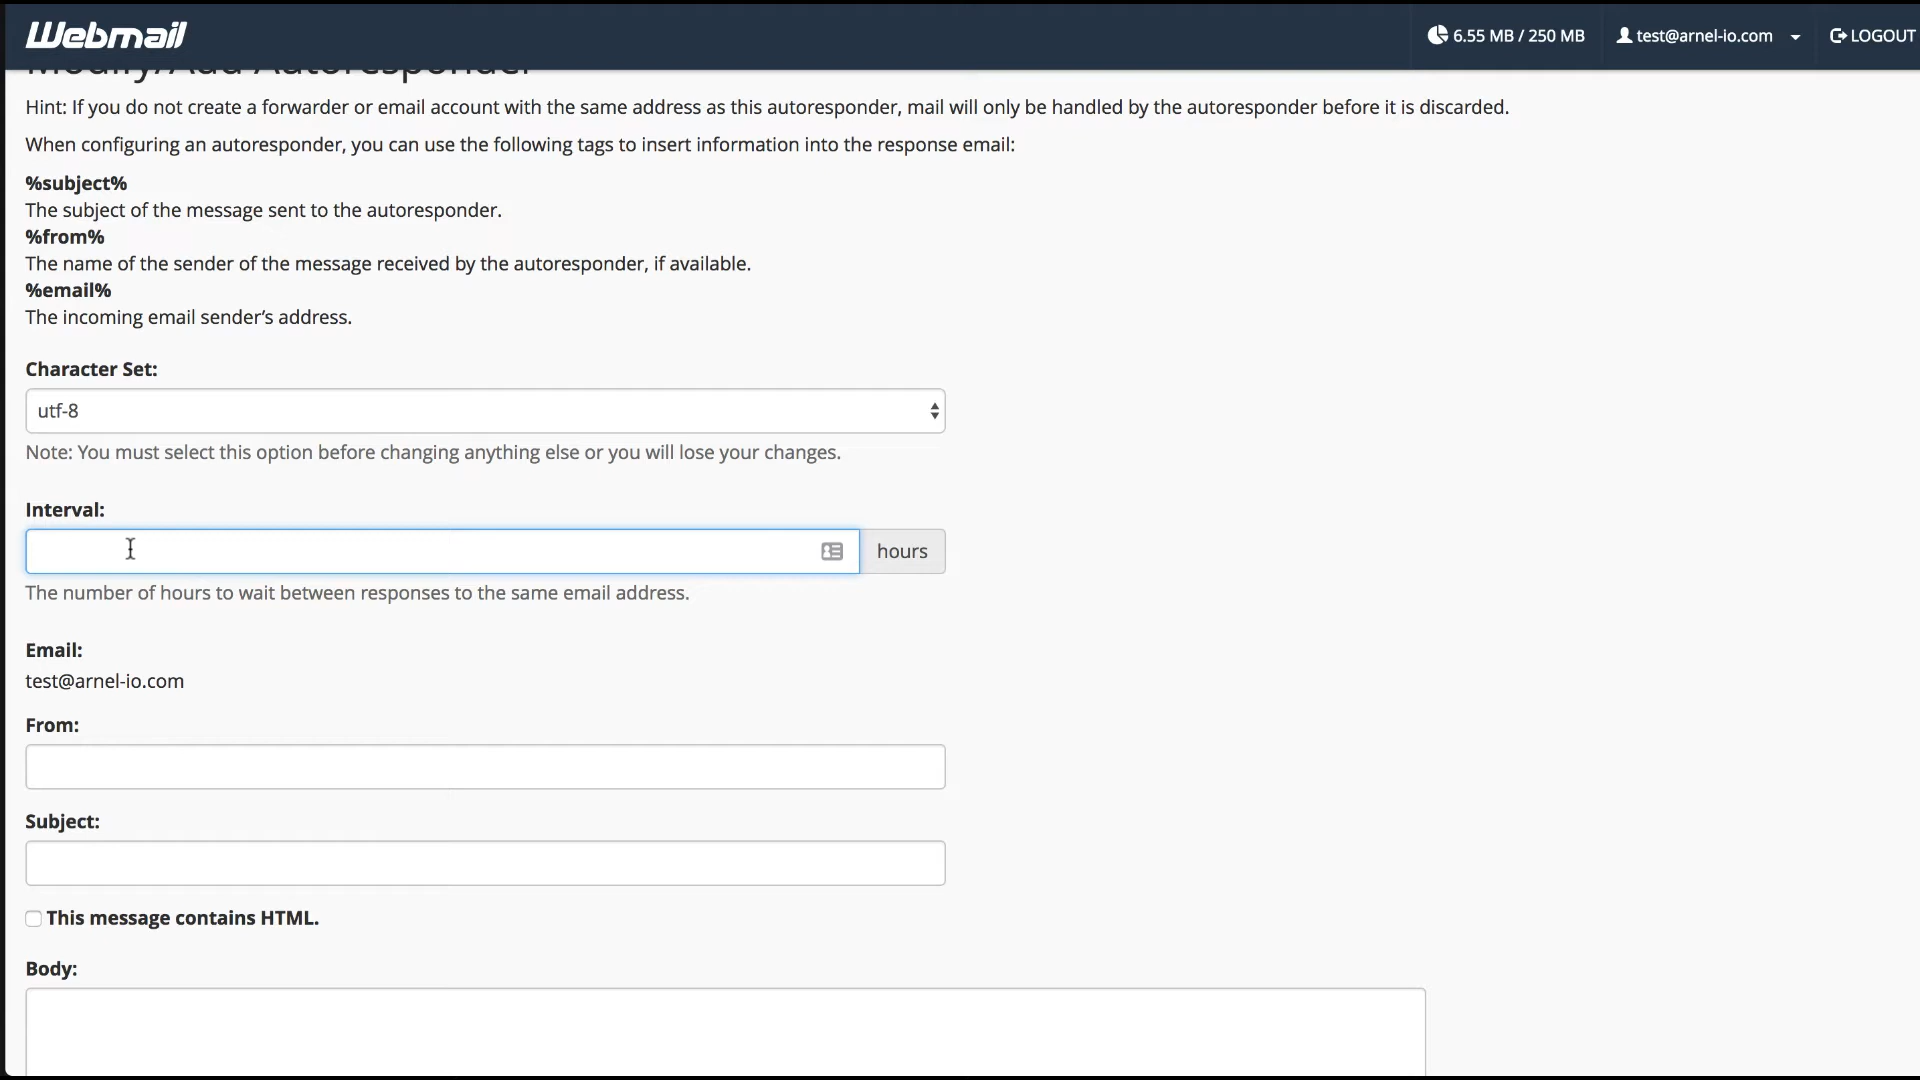 Webmail
6.55 MB / 250 MB
test@arnel-io.com
LOGOUT
Modify/Add Autoresponder
Hint: If you do not create a forwarder or email account with the same address as this autoresponder, mail will only be handled by the autoresponder before it is discarded.
When configuring an autoresponder, you can use the following tags to insert information into the response email:
%subject%
The subject of the message sent to the autoresponder.
%from%
The name of the sender of the message received by the autoresponder, if available.
%email%
The incoming email sender’s address.
Character Set:
utf-8
Note: You must select this option before changing anything else or you will lose your changes.
Interval:
hours
The number of hours to wait between responses to the same email address.
Email:
test@arnel-io.com
From:
Subject:
This message contains HTML.
Body: